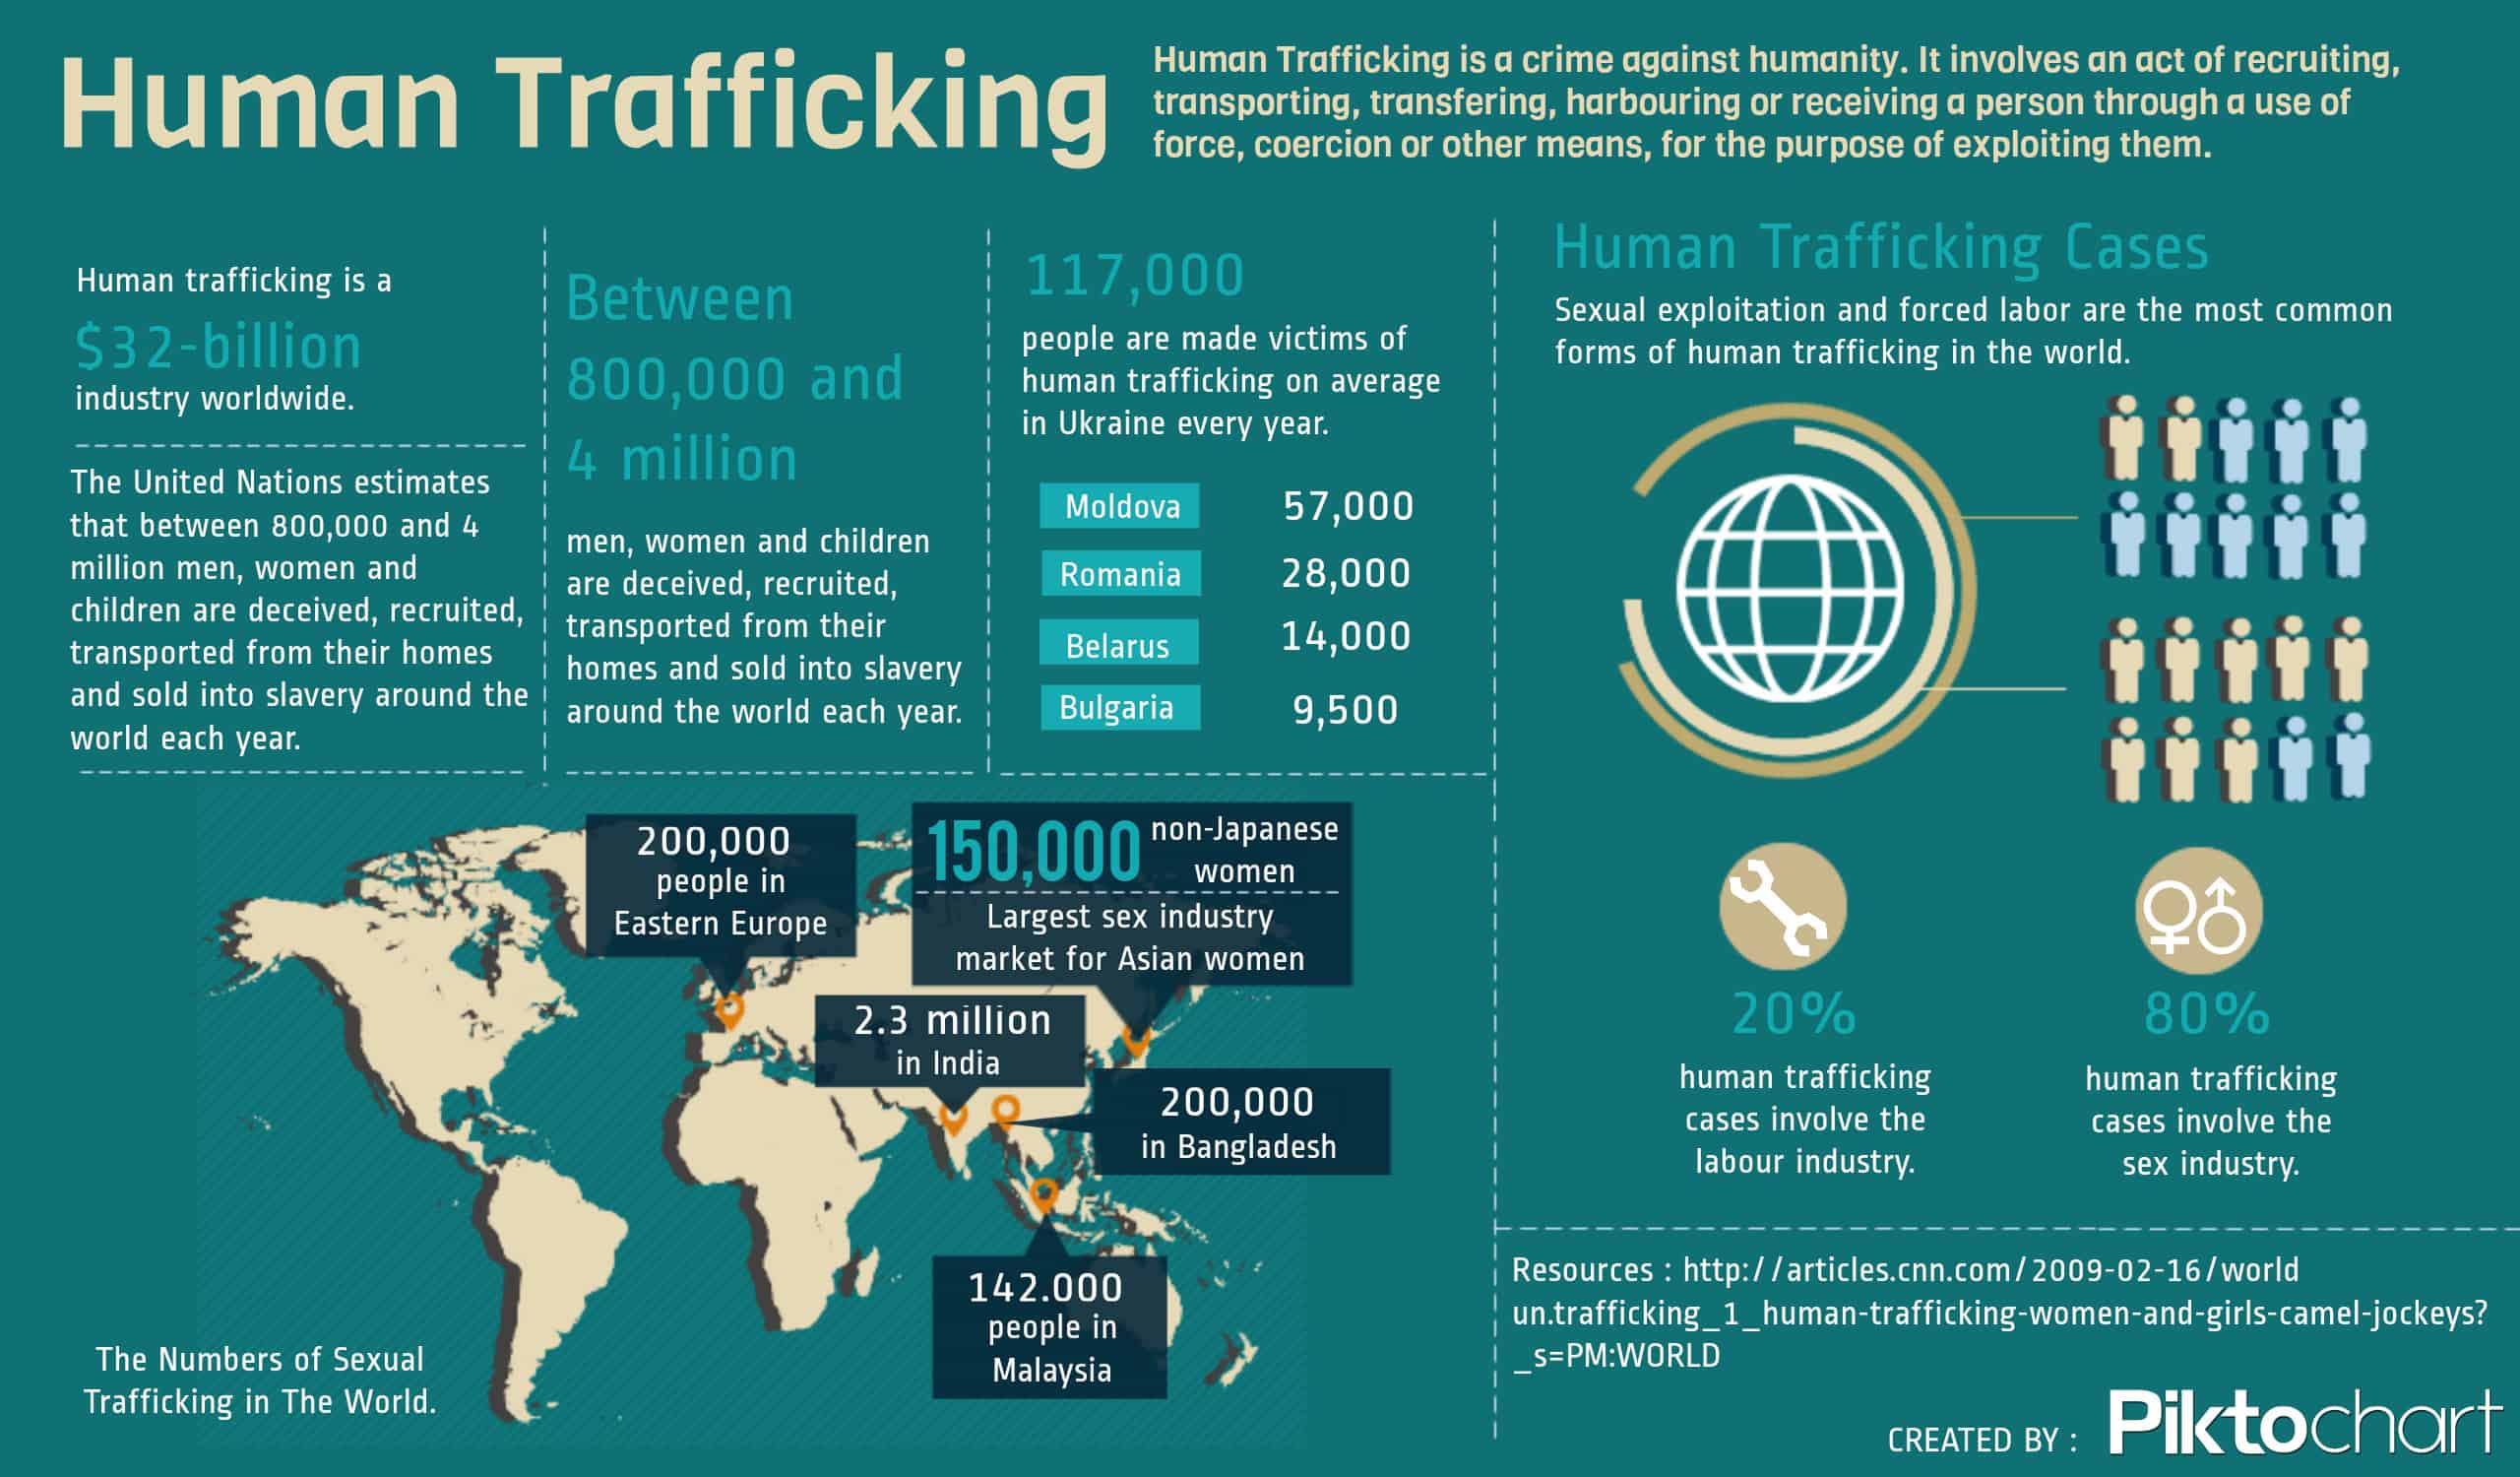 Human Trafficking
Human Trafficking is a crime against humanity. It involves an act of recruiting,
transporting, transfering, harbouring or receiving a person through a use of
force, coercion or other means, for the purpose of exploiting them.
Human trafficking is a
$32-billion
industry worldwide.
The United Nations estimates
that between 800,000 and 4
million men, women and
children are deceived, recruited,
transported from their homes
and sold into slavery around the
world each year.
Between
800,000 and
4 million
men, women and children
are deceived, recruited,
transported from their
homes and sold into slavery
around the world each year.
117,000
people are made victims of
human trafficking on average
in Ukraine every year.
Moldova 57,000
Romania 28,000
Belarus 14,000
Bulgaria 9,500
Human Trafficking Cases
Sexual exploitation and forced labor are the most common
forms of human trafficking in the world.
20%
human trafficking
cases involve the
labour industry.
80%
human trafficking
cases involve the
sex industry.
200,000
people in
Eastern Europe
150,000 non-Japanese
women
Largest sex industry
market for Asian women
2.3 million
in India
200,000
in Bangladesh
142.000
people in
Malaysia
The Numbers of Sexual
Trafficking in The World.
Resources : http://articles.cnn.com/2009-02-16/world
un.trafficking_1_human-trafficking-women-and-girls-camel-jockeys?
_s=PM:WORLD
CREATED BY : Piktochart